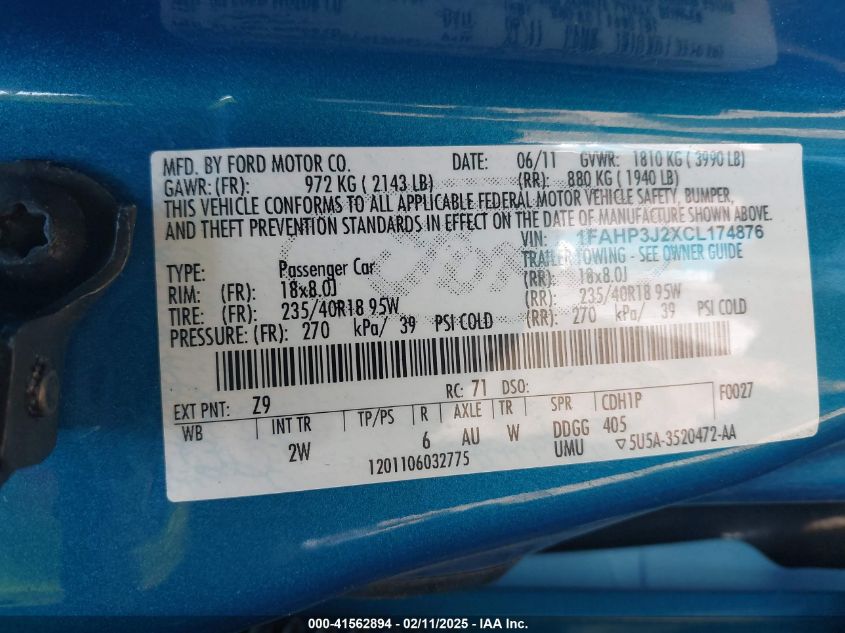 MFD. BY FORD MOTOR CO. DATE: 06/11 GVWR: 1810 KG ( 3990 LB)
GAWR: (FR): 972 KG ( 2143 LB) (RR): 880 KG ( 1940 LB)
THIS VEHICLE CONFORMS TO ALL APPLICABLE FEDERAL MOTOR VEHICLE SAFETY, BUMPER,
AND THEFT PREVENTION STANDARDS IN EFFECT ON THE DATE OF MANUFACTURE SHOWN ABOVE.
VIN: 1FAHP3J2XCL174876
TYPE: Passenger Car TRAILER TOWING - SEE OWNER GUIDE
RIM: (FR): 18x8.0J (RR): 18x8.0J
TIRE: (FR): 235/40R18 95W (RR): 235/40R18 95W
PRESSURE: (FR): 270 kPa/ 39 PSI COLD (RR): 270 kPa/ 39 PSI COLD
EXT PNT: Z9 RC: 71 DSO: F0027
WB INT TR TP/PS R AXLE TR SPR CDH1P
2W 6 AU W DDGG 405
UMU ▽5U5A-3520472-AA
1201106032775
000-41562894 - 02/11/2025 - IAA Inc.